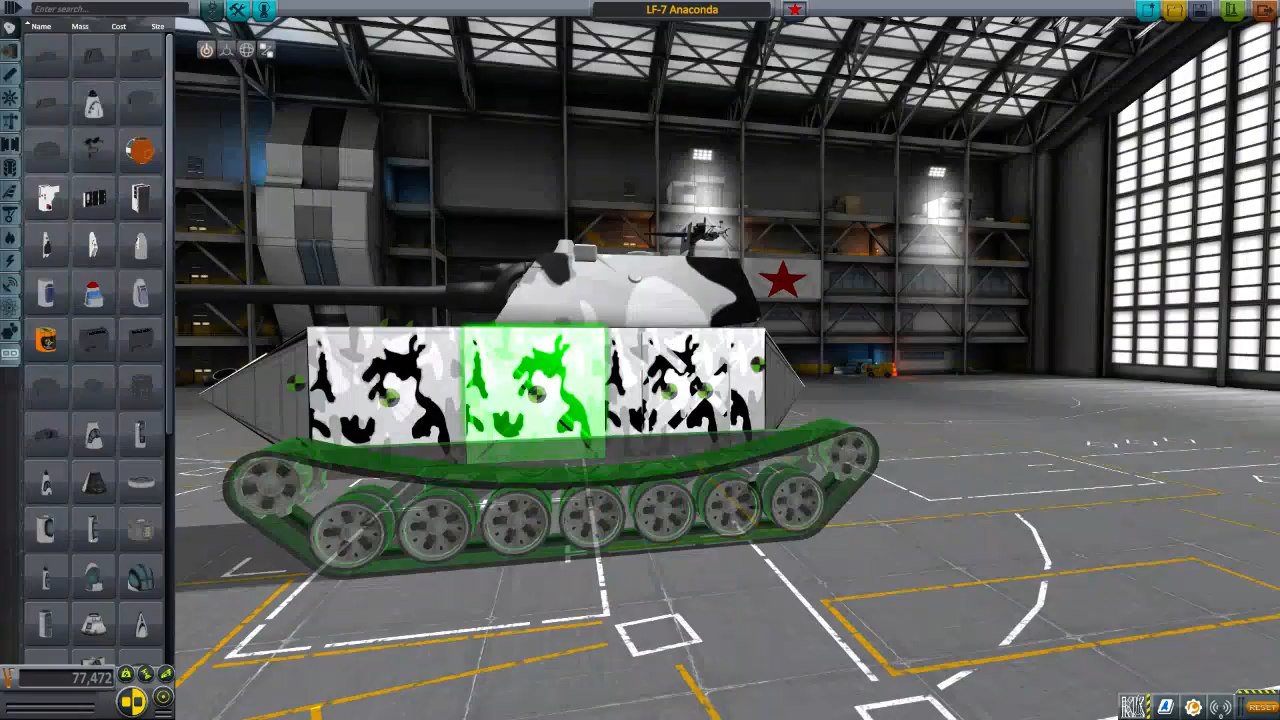 Enter search...
LF-7 Anaconda
Name Mass Cost Size
77,472
RESET